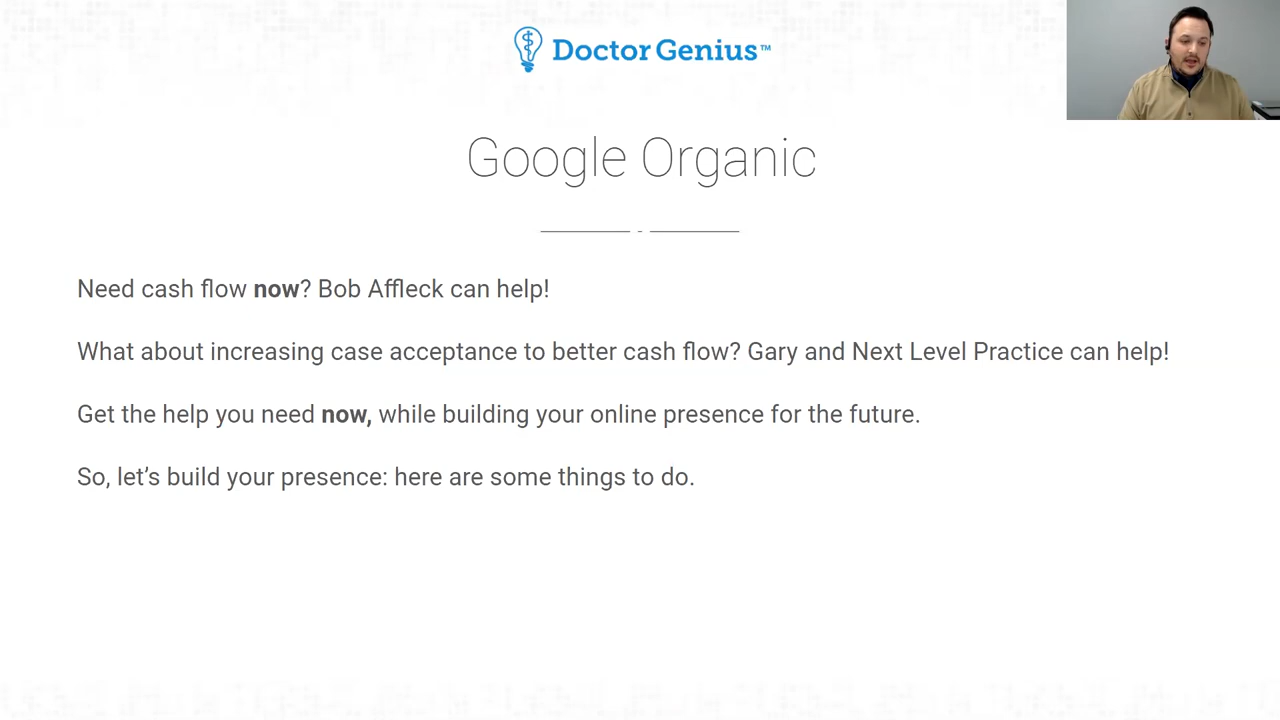 Doctor Genius™
Google Organic
Need cash flow now? Bob Affleck can help!
What about increasing case acceptance to better cash flow? Gary and Next Level Practice can help!
Get the help you need now, while building your online presence for the future.
So, let’s build your presence: here are some things to do.